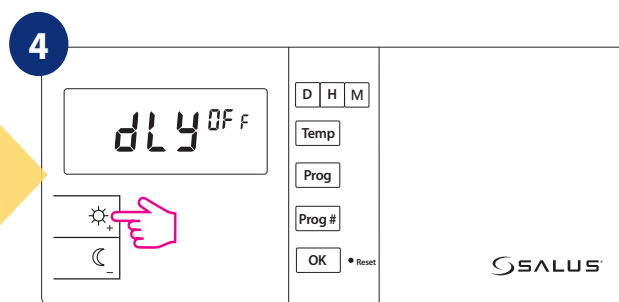 4
dLY OFF
+
−
D H M
Temp
Prog
Prog #
OK • Reset
SALUS